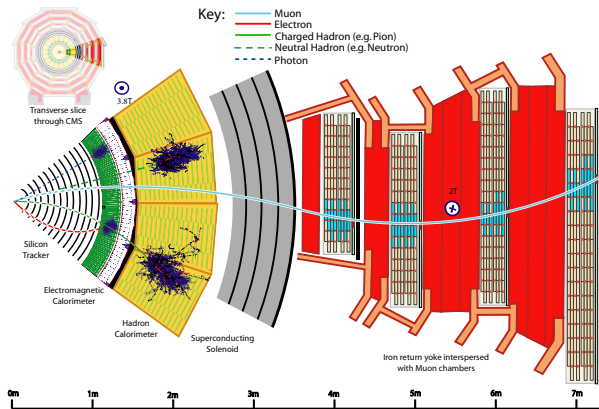 Key:
Muon
Electron
Charged Hadron (e.g. Pion)
Neutral Hadron (e.g. Neutron)
Photon
Transverse slice
through CMS
3.8T
2T
Silicon
Tracker
Electromagnetic
Calorimeter
Hadron
Calorimeter
Superconducting
Solenoid
Iron return yoke interspersed
with Muon chambers
0m 1m 2m 3m 4m 5m 6m 7m